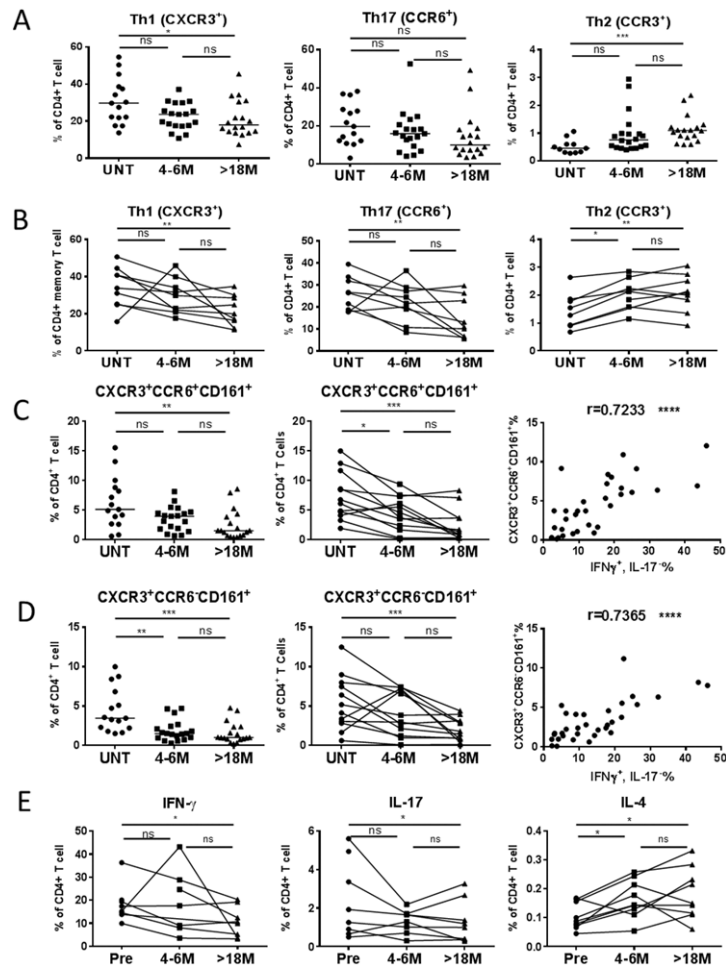 A
Th1 (CXCR3⁺)
Th17 (CCR6⁺)
Th2 (CCR3⁺)
*
ns
ns
ns
ns
ns
***
ns
ns
% of CD4+ T cell
60
40
20
0
% of CD4+ T cell
60
40
20
0
% of CD4+ T cell
4
3
2
1
0
UNT 4-6M >18M
UNT 4-6M >18M
UNT 4-6M >18M
B
Th1 (CXCR3⁺)
Th17 (CCR6⁺)
Th2 (CCR3⁺)
**
ns
ns
**
ns
ns
**
*
ns
% of CD4+ memory T cell
60
40
20
0
% of CD4+ T cell
50
40
30
20
10
0
% of CD4+ T cell
4
3
2
1
0
UNT 4-6M >18M
UNT 4-6M >18M
UNT 4-6M >18M
C
CXCR3⁺CCR6⁺CD161⁺
CXCR3⁺CCR6⁺CD161⁺
r=0.7233 ****
**
ns
ns
***
*
ns
% of CD4⁺ T cell
20
15
10
5
0
% of CD4⁺ T Cells
20
15
10
5
0
CXCR3⁺CCR6⁺CD161⁺%
15
10
5
0
0 10 20 30 40 50
UNT 4-6M >18M
UNT 4-6M >18M
IFNγ⁺, IL-17⁻%
D
CXCR3⁺CCR6⁻CD161⁺
CXCR3⁺CCR6⁻CD161⁺
r=0.7365 ****
***
**
ns
***
ns
ns
% of CD4⁺ T cell
15
10
5
0
% of CD4⁺ T Cells
15
10
5
0
CXCR3⁺CCR6⁻CD161⁺%
15
10
5
0
0 10 20 30 40 50
UNT 4-6M >18M
UNT 4-6M >18M
IFNγ⁺, IL-17⁻%
E
IFN-γ
IL-17
IL-4
*
ns
ns
*
ns
ns
*
*
ns
% of CD4+ T cell
50
40
30
20
10
0
% of CD4+ T cell
6
4
2
0
% of CD4+ T cell
0.4
0.3
0.2
0.1
0.0
Pre 4-6M >18M
Pre 4-6M >18M
Pre 4-6M >18M